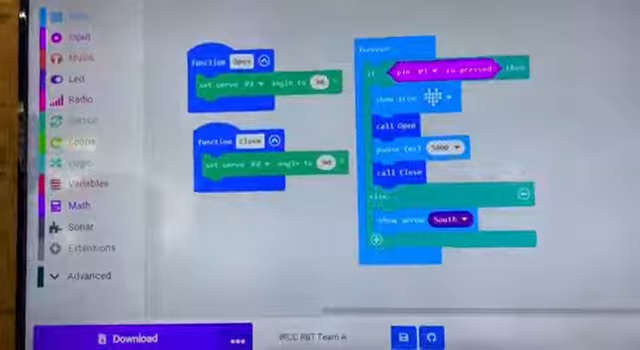 Input
Music
Led
Radio
Loops
Logic
Variables
Math
Sonar
Extensions
Advanced
function Open
set servo P2 angle to 90
function Close
set servo P2 angle to 90
forever
if pin P1 is pressed then
show icon
call Open
pause (ms) 5000
call Close
else
show arrow South
Download
IRCC RBT Team A